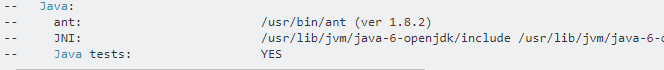 -- Java:
-- ant: /usr/bin/ant (ver 1.8.2)
-- JNI: /usr/lib/jvm/java-6-openjdk/include /usr/lib/jvm/java-6-
-- Java tests: YES